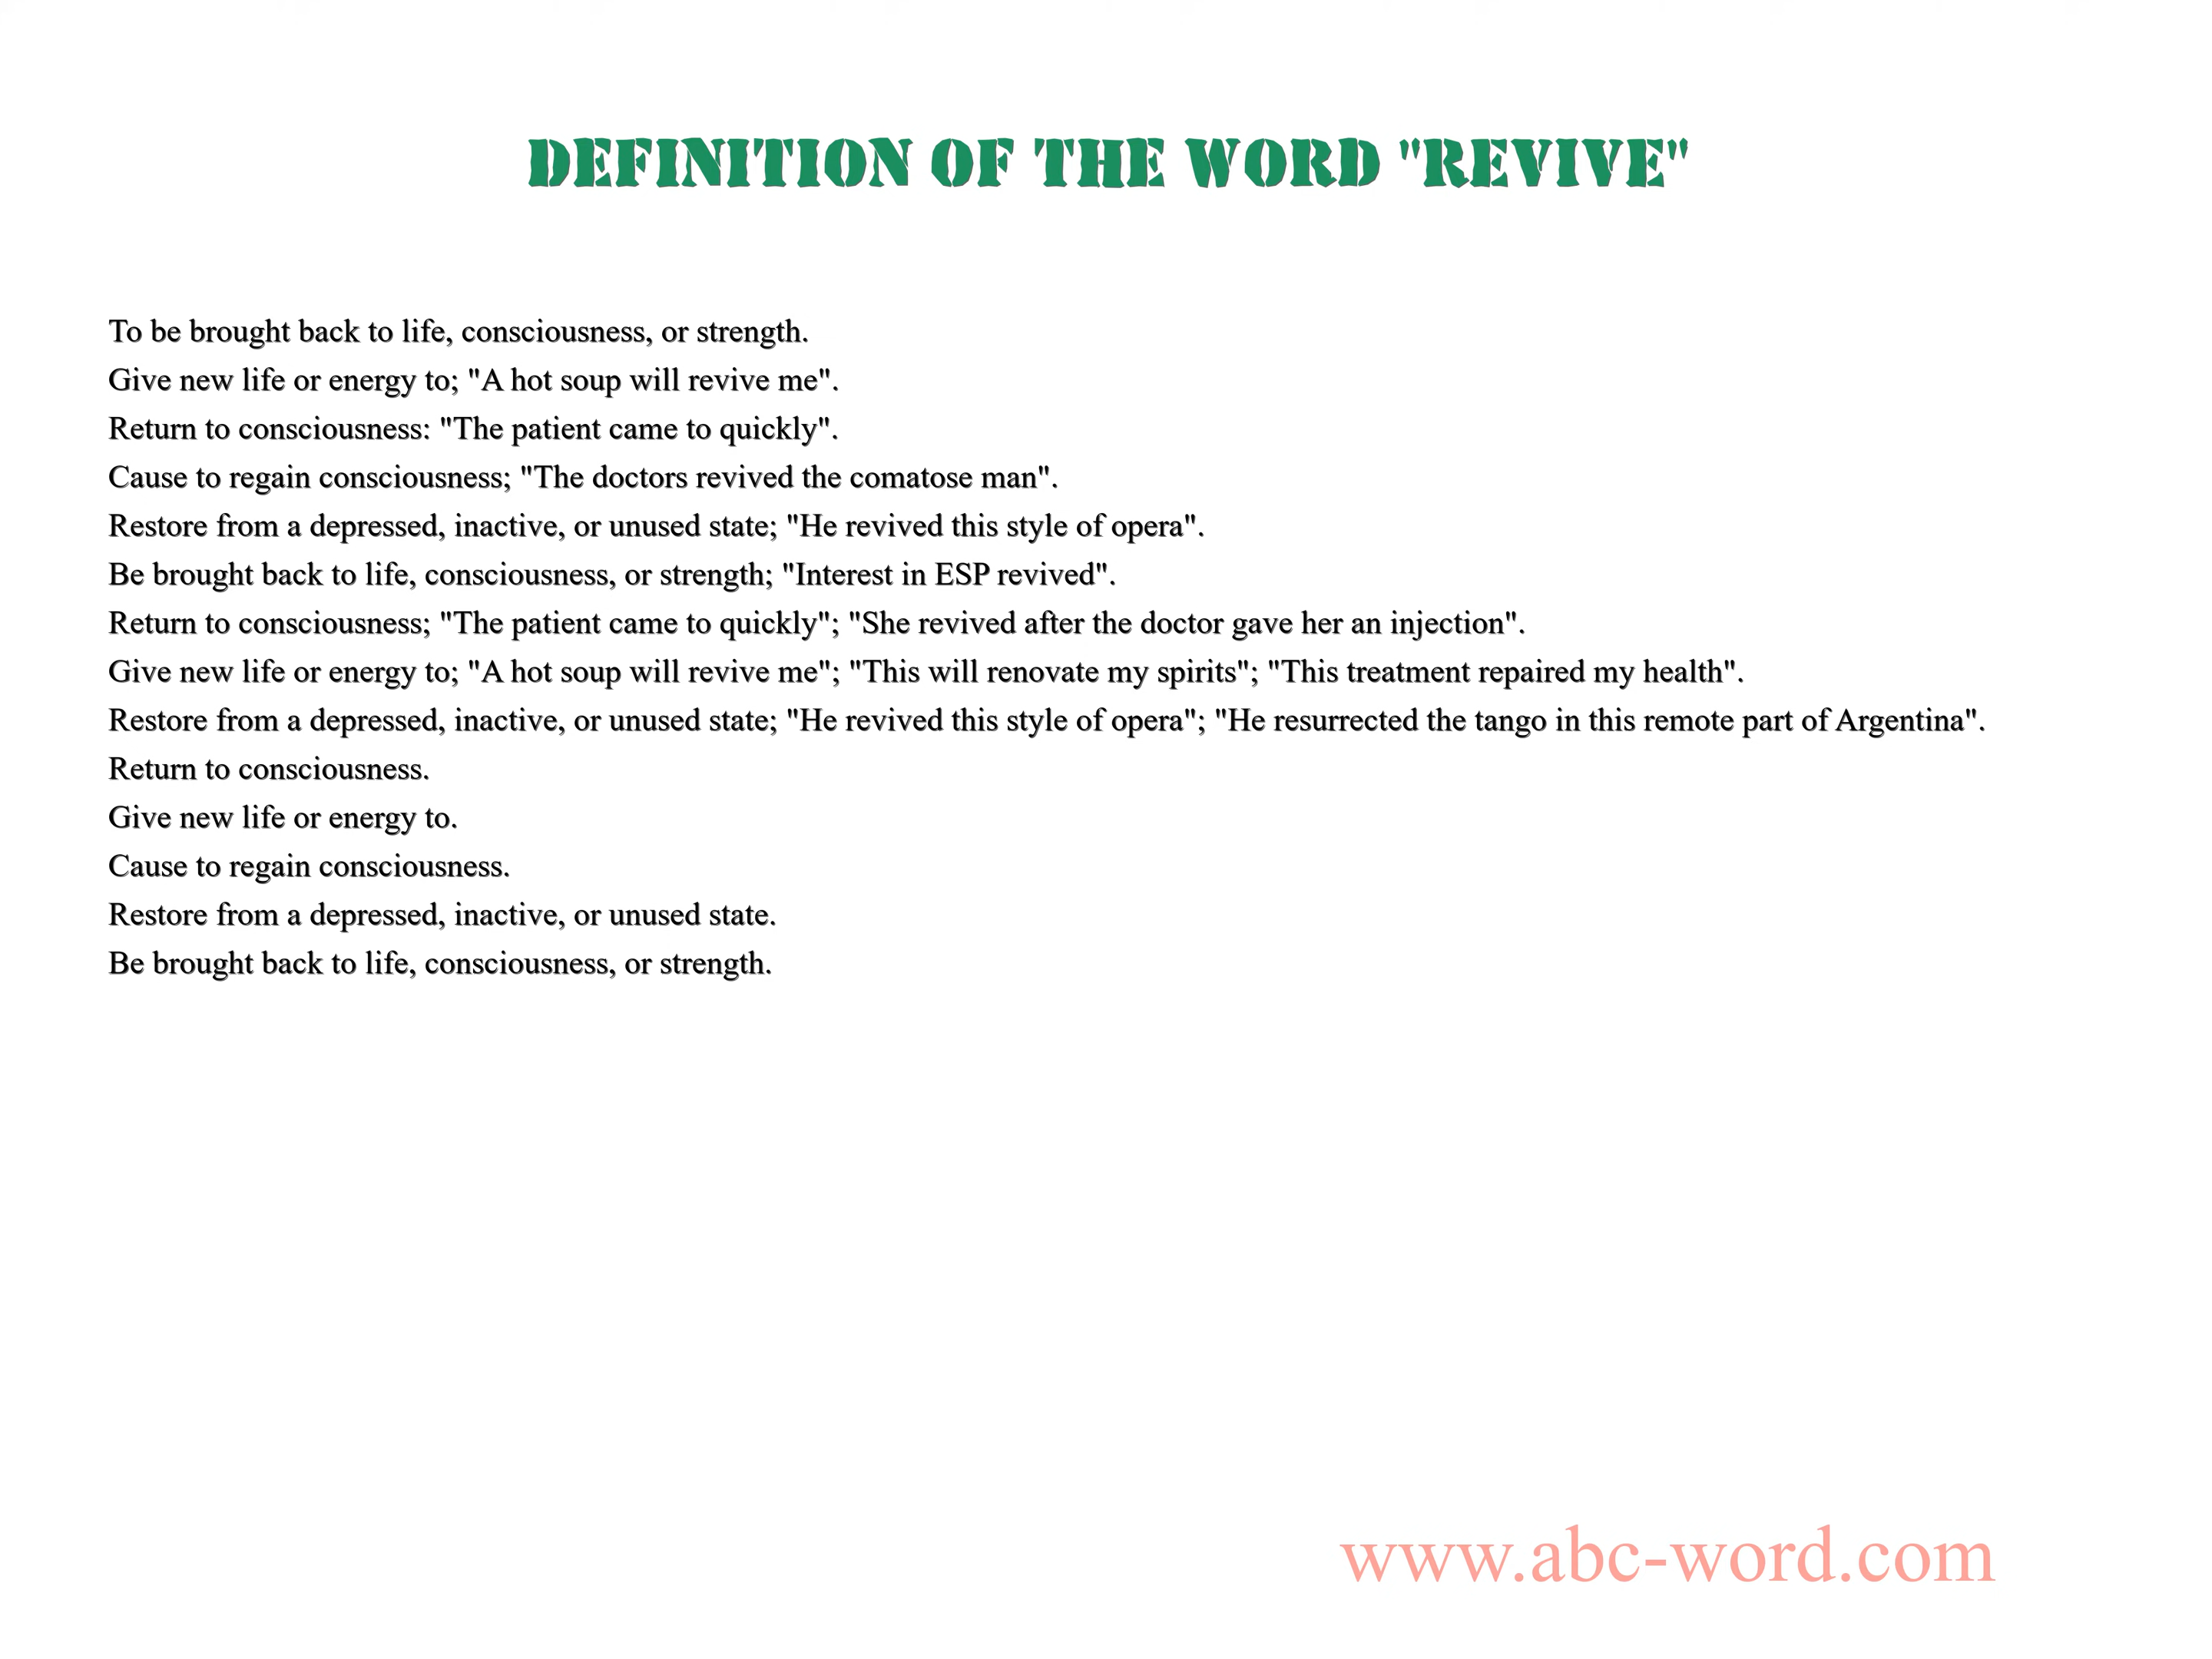 DEFINITION OF THE WORD "REVIVE"
To be brought back to life, consciousness, or strength.
Give new life or energy to; "A hot soup will revive me".
Return to consciousness: "The patient came to quickly".
Cause to regain consciousness; "The doctors revived the comatose man".
Restore from a depressed, inactive, or unused state; "He revived this style of opera".
Be brought back to life, consciousness, or strength; "Interest in ESP revived".
Return to consciousness; "The patient came to quickly"; "She revived after the doctor gave her an injection".
Give new life or energy to; "A hot soup will revive me"; "This will renovate my spirits"; "This treatment repaired my health".
Restore from a depressed, inactive, or unused state; "He revived this style of opera"; "He resurrected the tango in this remote part of Argentina".
Return to consciousness.
Give new life or energy to.
Cause to regain consciousness.
Restore from a depressed, inactive, or unused state.
Be brought back to life, consciousness, or strength.
www.abc-word.com